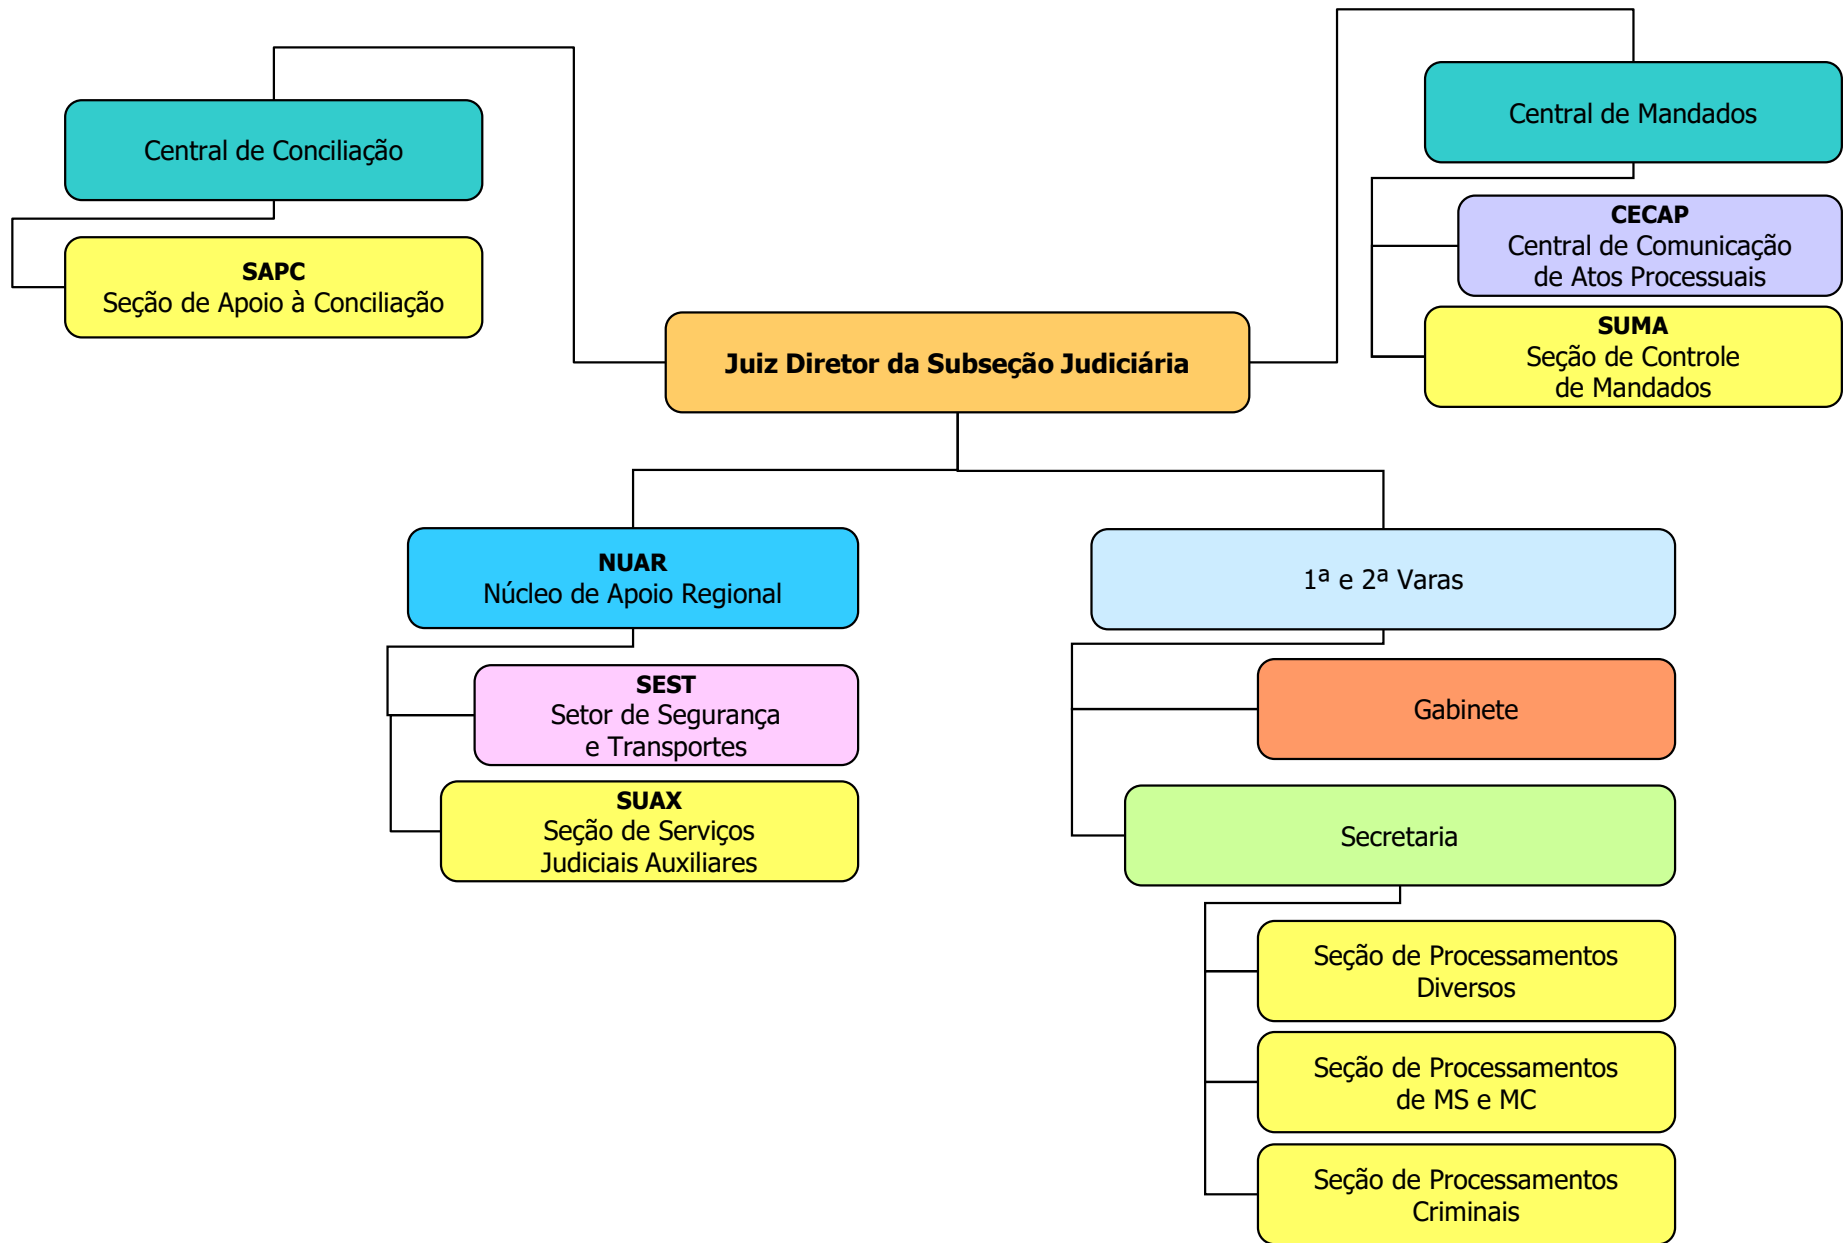 Central de Conciliação
SAPC
Seção de Apoio à Conciliação
Central de Mandados
CECAP
Central de Comunicação
de Atos Processuais
SUMA
Seção de Controle
de Mandados
Juiz Diretor da Subseção Judiciária
NUAR
Núcleo de Apoio Regional
SEST
Setor de Segurança
e Transportes
SUAX
Seção de Serviços
Judiciais Auxiliares
1ª e 2ª Varas
Gabinete
Secretaria
Seção de Processamentos
Diversos
Seção de Processamentos
de MS e MC
Seção de Processamentos
Criminais